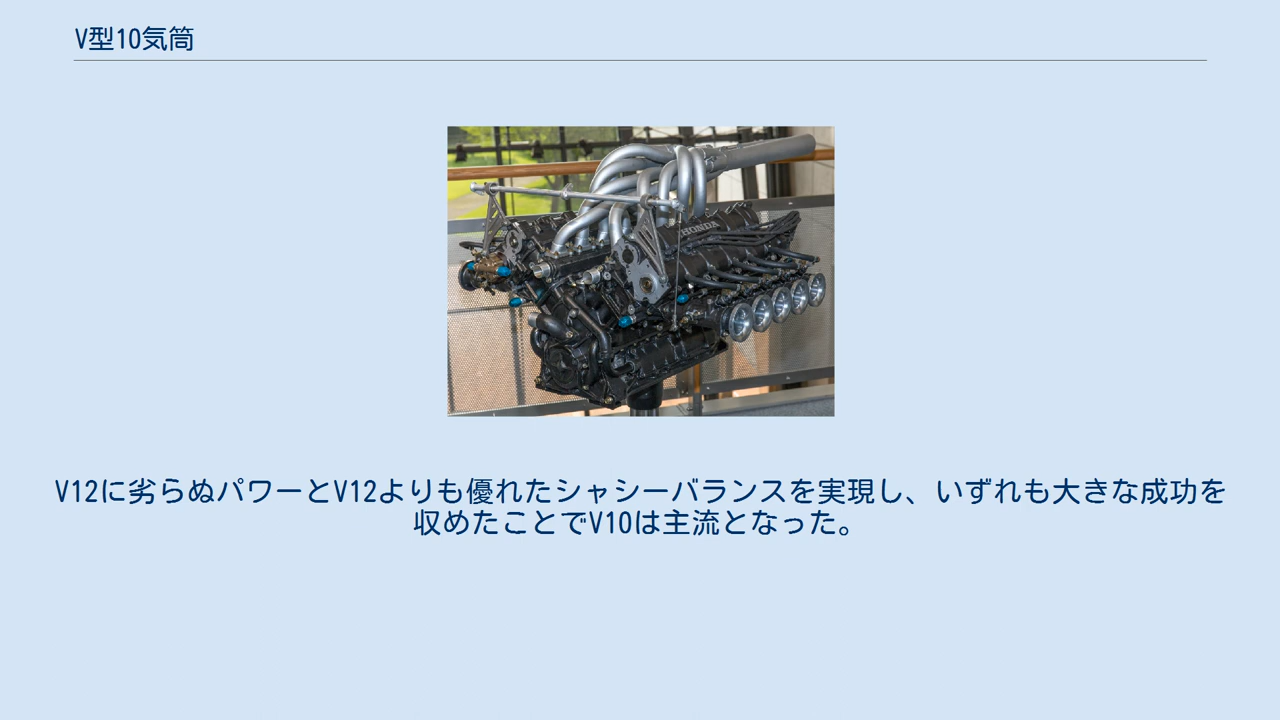 V型10気筒
HONDA
V12に劣らぬパワーとV12よりも優れたシャシーバランスを実現し、いずれも大きな成功を
収めたことでV10は主流となった。